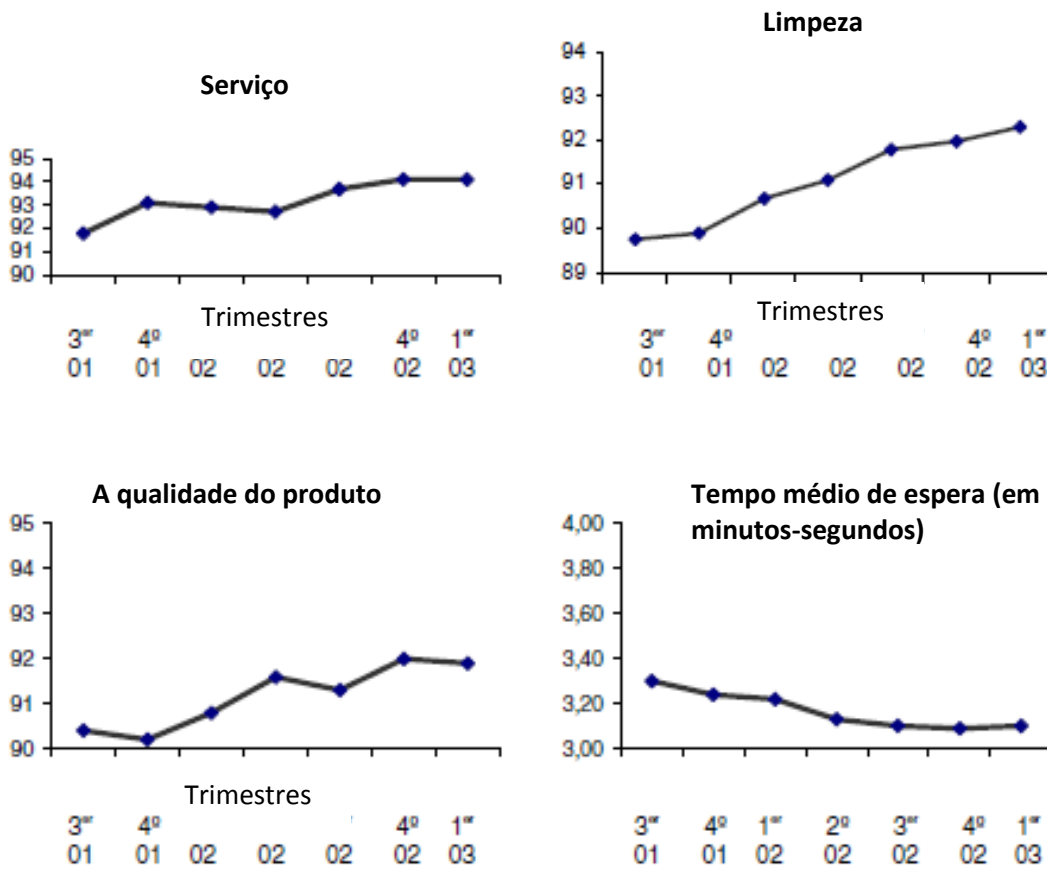 Serviço
95
94
93
92
91
90
Trimestres
3er 4º 4º 1er
01 01 02 02 02 02 03
Limpeza
94
93
92
91
90
89
Trimestres
3er 4º 4º 1er
01 01 02 02 02 02 03
A qualidade do produto
95
94
93
92
91
90
Trimestres
3er 4º 4º 1er
01 01 02 02 02 02 03
Tempo médio de espera (em
minutos-segundos)
4,00
3,80
3,60
3,40
3,20
3,00
3er 4º 1er 2º 3er 4º 1er
01 01 02 02 02 02 03